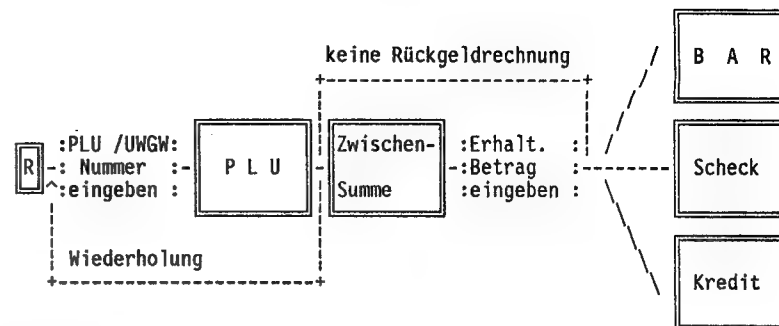 keine Rückgeldrechnung
B A R
:PLU /UWGW:
Zwischen-
:Erhalt. :
R
-: Nummer :-
P L U
-:Betrag :
Scheck
:eingeben :
Summe
:eingeben :
Wiederholung
Kredit